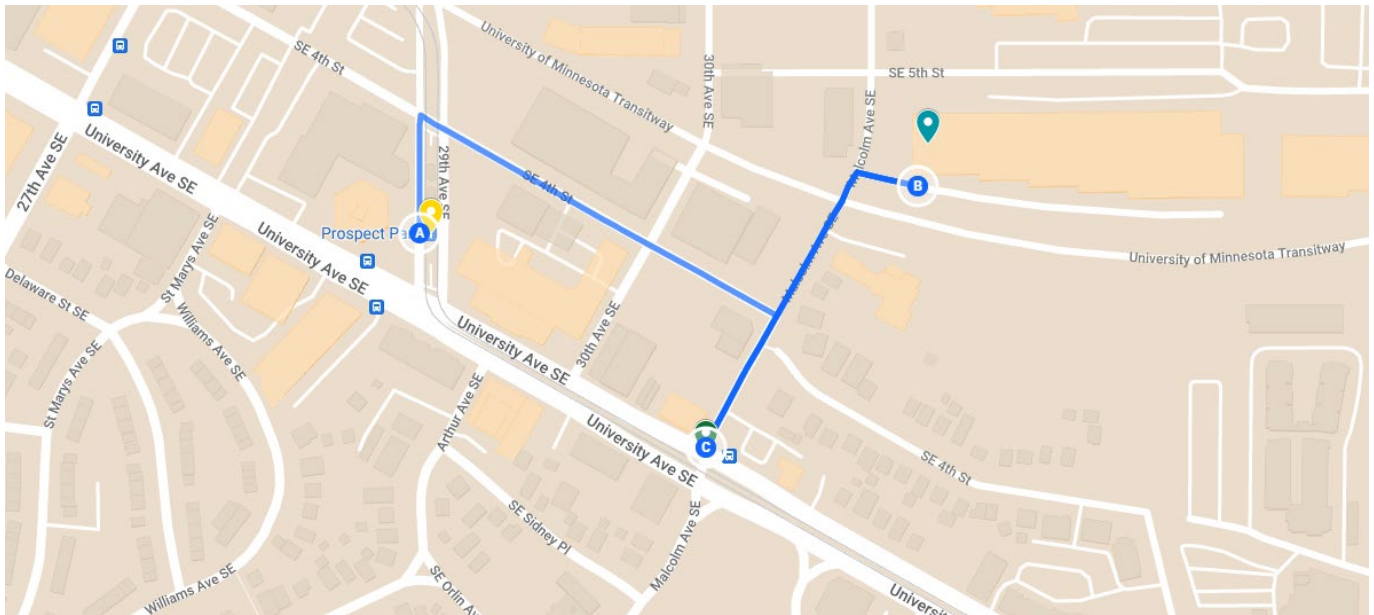 SE 4th St
University of Minnesota Transitway
30th Ave SE
SE 5th St
Malcolm Ave SE
27th Ave SE
University Ave SE
29th Ave SE
SE 4th St
B
Prospect
A
Malcolm Ave SE
University of Minnesota Transitway
St Marys Ave SE
University Ave SE
Delaware St SE
Williams Ave SE
University Ave SE
30th Ave SE
St Marys Ave SE
Arthur Ave SE
University Ave SE
C
SE 4th St
SE Sidney Pl
Malcolm Ave SE
Williams Ave SE
SE Orlin